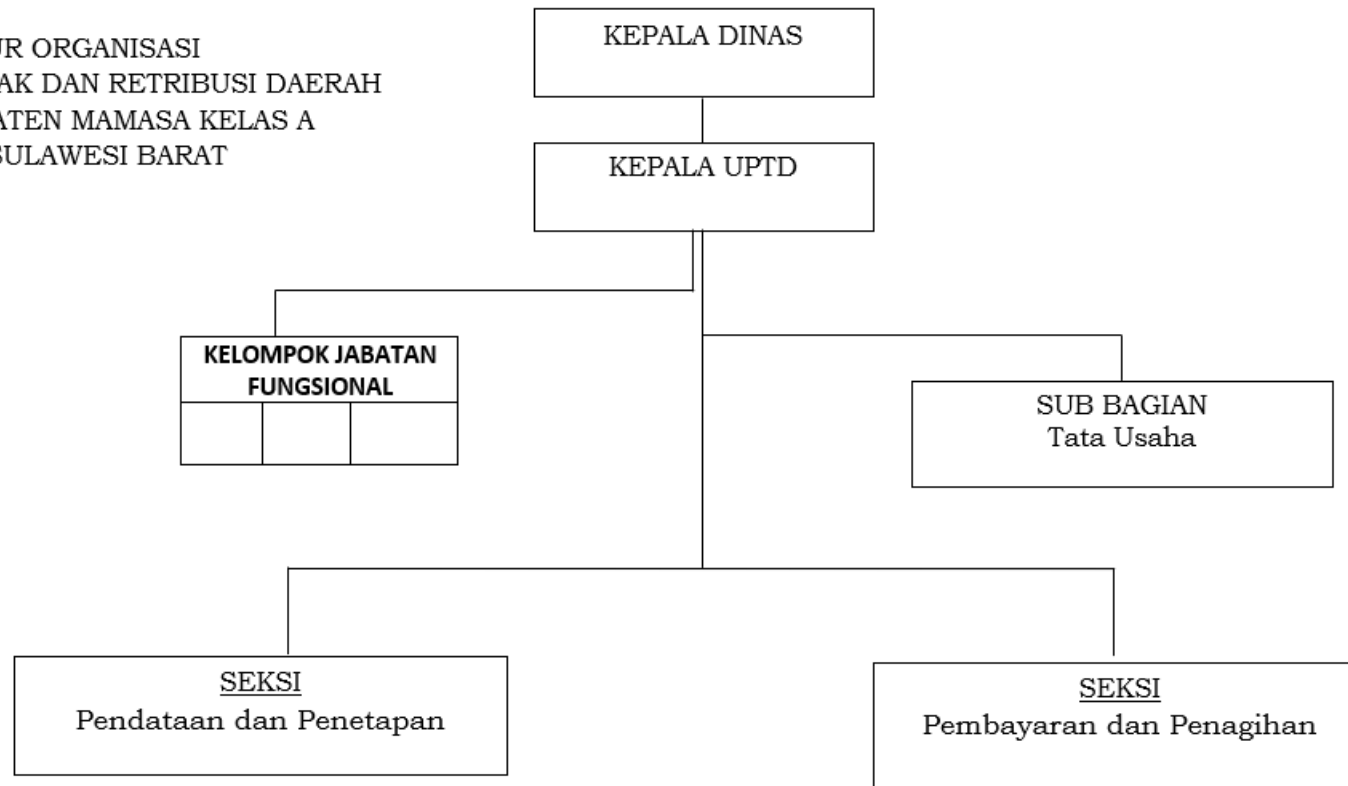 UR ORGANISASI
AK DAN RETRIBUSI DAERAH
ATEN MAMASA KELAS A
SULAWESI BARAT
KEPALA DINAS
KEPALA UPTD
KELOMPOK JABATAN
FUNGSIONAL
SUB BAGIAN
Tata Usaha
SEKSI
Pendataan dan Penetapan
SEKSI
Pembayaran dan Penagihan